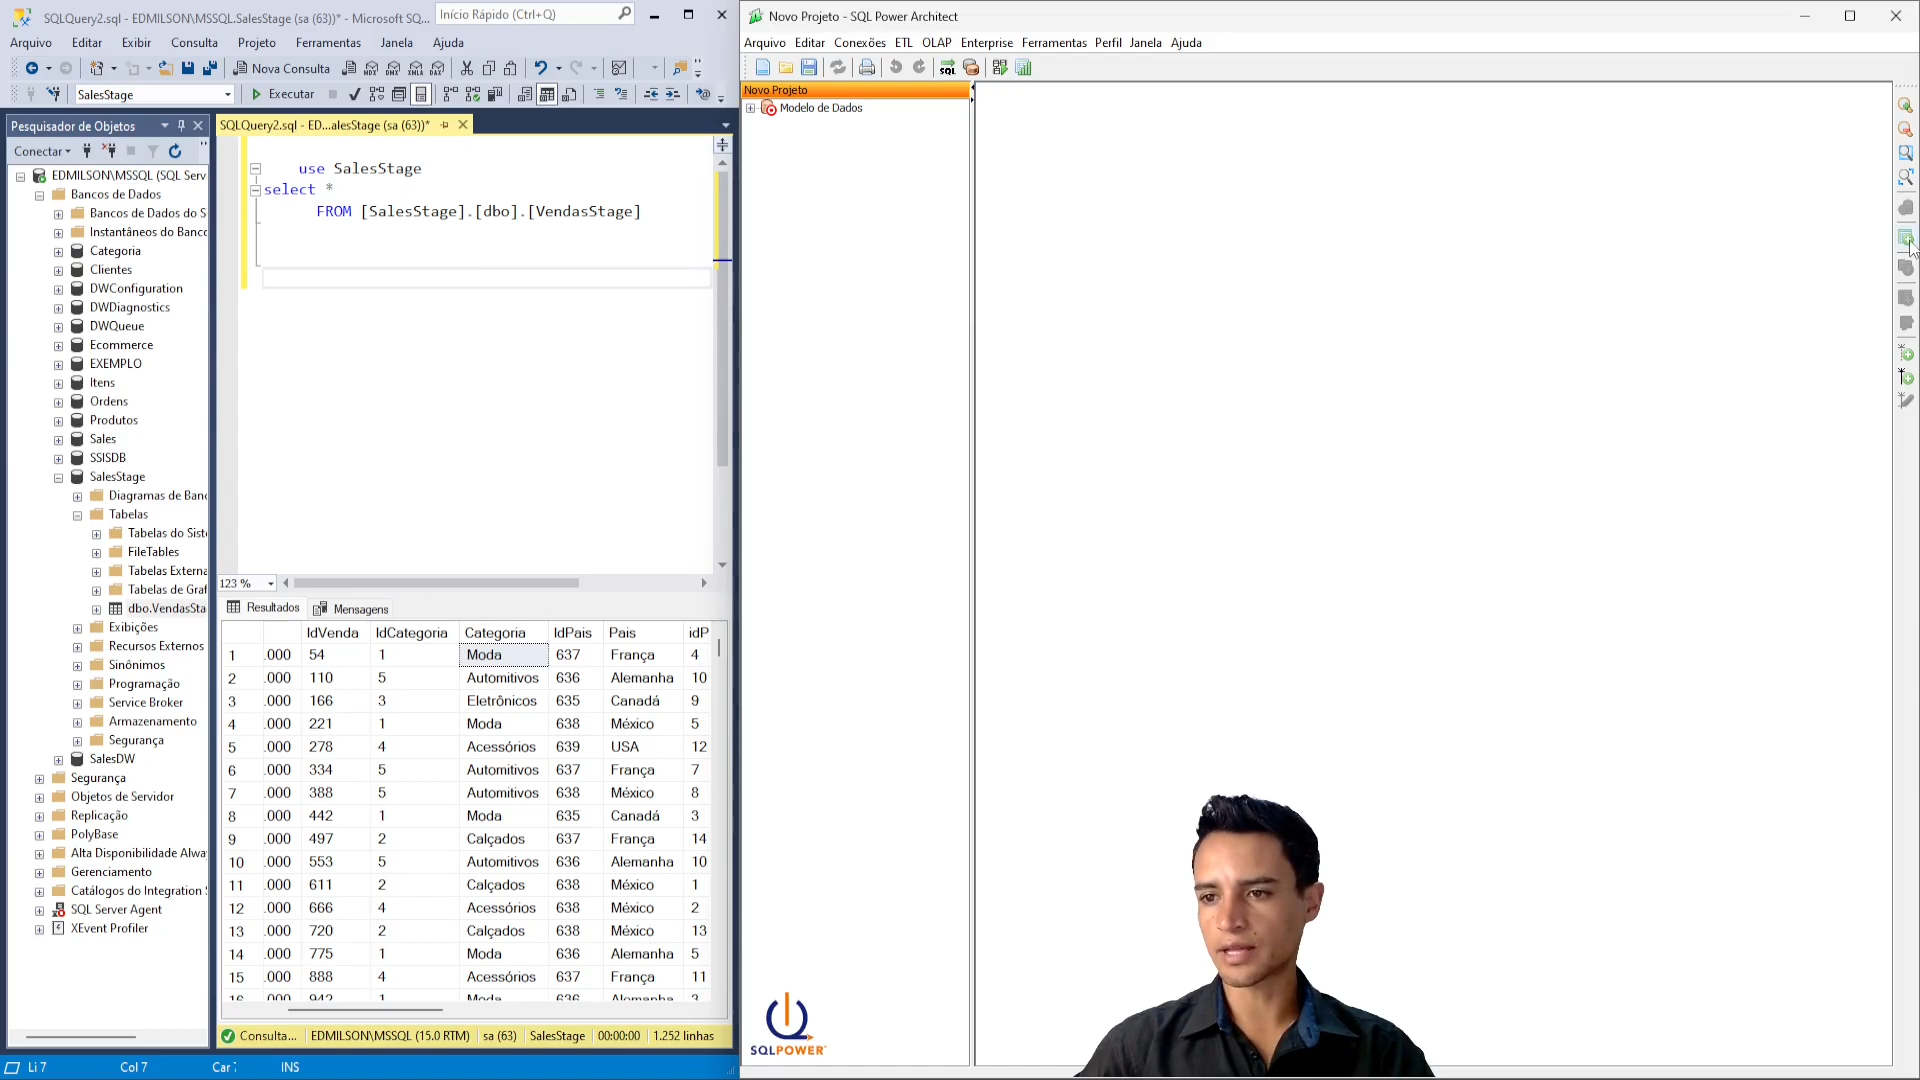 SQLQuery2.sql - EDMILSON\MSSQL.SalesStage (sa (63))* - Microsoft SQ...
Início Rápido (Ctrl+Q)
Arquivo Editar Exibir Consulta Projeto Ferramentas Janela Ajuda
Nova Consulta
SalesStage
Executar
Pesquisador de Objetos
Conectar
EDMILSON\MSSQL (SQL Serv
Bancos de Dados
Bancos de Dados do S
Instantâneos do Banco
Categoria
Clientes
DWConfiguration
DWDiagnostics
DWQueue
Ecommerce
EXEMPLO
Itens
Ordens
Produtos
Sales
SSISDB
SalesStage
Diagramas de Banc
Tabelas
Tabelas do Siste
FileTables
Tabelas Externa
Tabelas de Graf
dbo.VendasSta
Exibições
Recursos Externos
Sinônimos
Programação
Service Broker
Armazenamento
Segurança
SalesDW
Segurança
Objetos de Servidor
Replicação
PolyBase
Alta Disponibilidade Alwa
Gerenciamento
Catálogos do Integration S
SQL Server Agent
XEvent Profiler
SQLQuery2.sql - ED...alesStage (sa (63))*
use SalesStage
select *
FROM [SalesStage].[dbo].[VendasStage]
123 %
Resultados Mensagens
IdVenda IdCategoria Categoria IdPais Pais idP
1 .000 54 1 Moda 637 França 4
2 .000 110 5 Automitivos 636 Alemanha 10
3 .000 166 3 Eletrônicos 635 Canadá 9
4 .000 221 1 Moda 638 México 5
5 .000 278 4 Acessórios 639 USA 12
6 .000 334 5 Automitivos 637 França 7
7 .000 388 5 Automitivos 638 México 8
8 .000 442 1 Moda 635 Canadá 3
9 .000 497 2 Calçados 637 França 14
10 .000 553 5 Automitivos 636 Alemanha 10
11 .000 611 2 Calçados 638 México 1
12 .000 666 4 Acessórios 638 México 2
13 .000 720 2 Calçados 638 México 13
14 .000 775 1 Moda 636 Alemanha 5
15 .000 888 4 Acessórios 637 França 11
16 .000 942 1 Moda 636 Alemanha 3
Consulta... EDMILSON\MSSQL (15.0 RTM) sa (63) SalesStage 00:00:00 1.252 linhas
Li 7 Col 7 Car 7 INS
Novo Projeto - SQL Power Architect
Arquivo Editar Conexões ETL OLAP Enterprise Ferramentas Perfil Janela Ajuda
SQL
Novo Projeto
Modelo de Dados
SQLPOWER